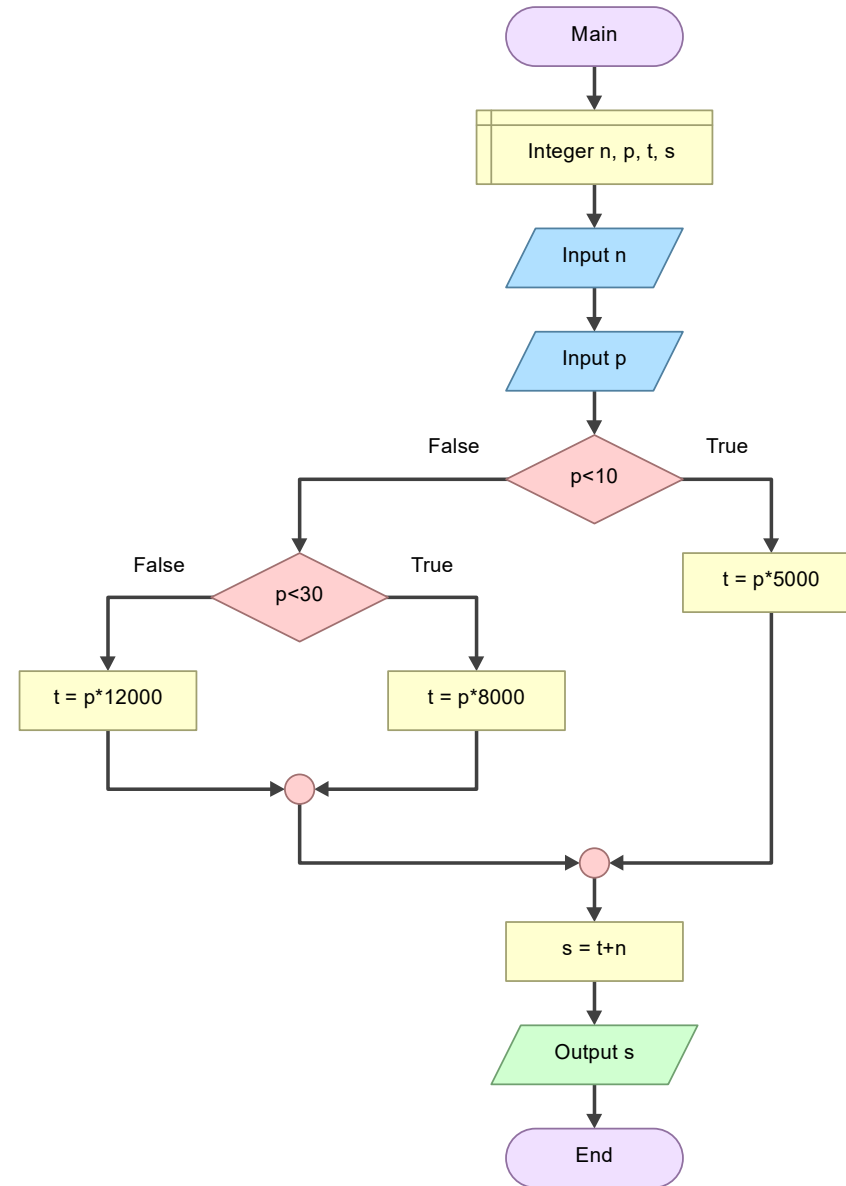 Main
Integer n, p, t, s
Input n
Input p
False
True
p<10
False
True
p<30
t = p*5000
t = p*12000
t = p*8000
s = t+n
Output s
End